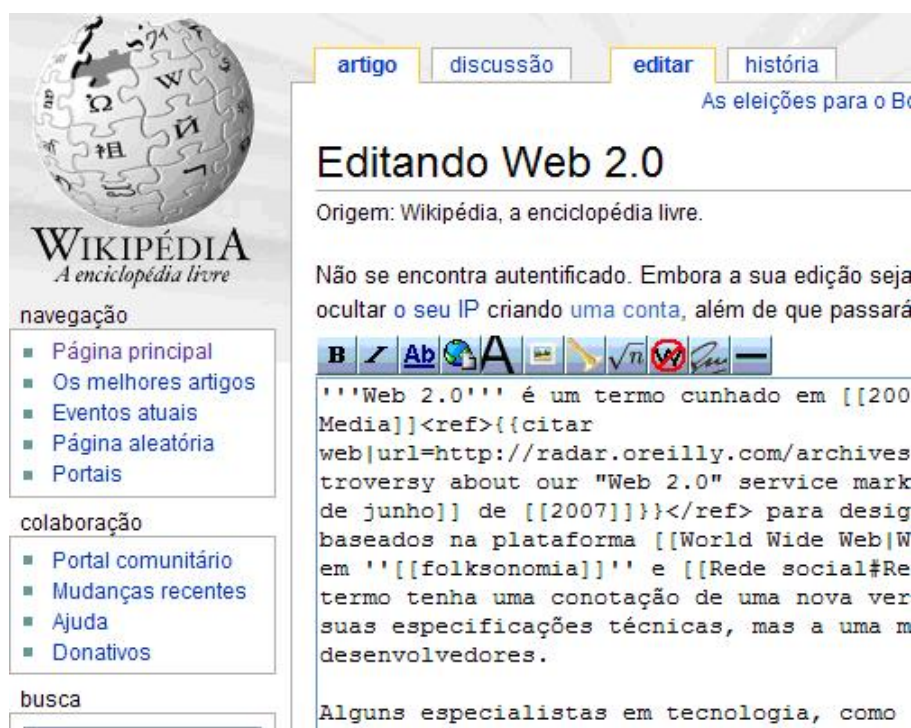 WIKIPÉDIA
A enciclopédia livre
navegação
Página principal
Os melhores artigos
Eventos atuais
Página aleatória
Portais
colaboração
Portal comunitário
Mudanças recentes
Ajuda
Donativos
busca
artigo discussão editar história
As eleições para o Bo
Editando Web 2.0
Origem: Wikipédia, a enciclopédia livre.
Não se encontra autentificado. Embora a sua edição seja
ocultar o seu IP criando uma conta, além de que passará
B I Ab A √n W
'''Web 2.0''' é um termo cunhado em [[200
Media]]<ref>{{citar
web|url=http://radar.oreilly.com/archives
troversy about our "Web 2.0" service mark
de junho]] de [[2007]]}}</ref> para desig
baseados na plataforma [[World Wide Web|W
em ''[[folksonomia]]'' e [[Rede social#Re
termo tenha uma conotação de uma nova ver
suas especificações técnicas, mas a uma m
desenvolvedores.
Alguns especialistas em tecnologia, como